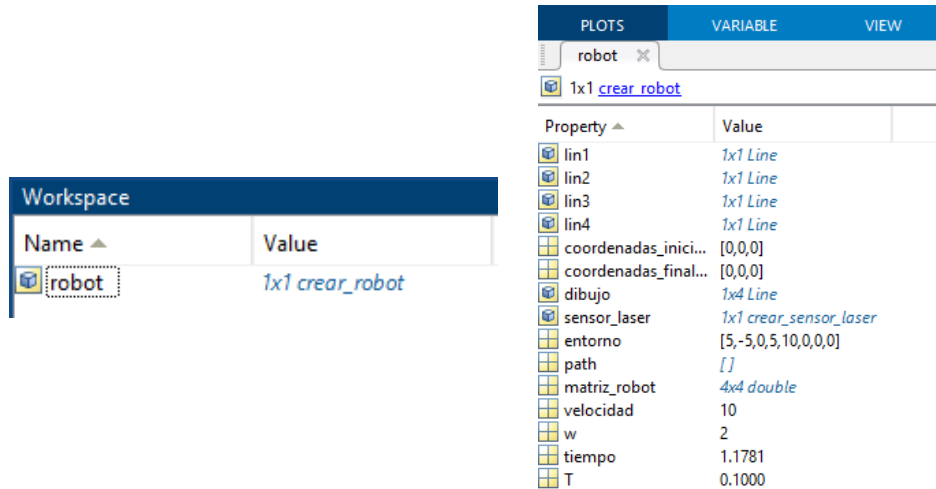 Workspace
Name Value
robot 1x1 crear_robot
PLOTS VARIABLE VIEW
robot
1x1 crear_robot
Property Value
lin1 1x1 Line
lin2 1x1 Line
lin3 1x1 Line
lin4 1x1 Line
coordenadas_inici... [0,0,0]
coordenadas_final... [0,0,0]
dibujo 1x4 Line
sensor_laser 1x1 crear_sensor_laser
entorno [5,-5,0,5,10,0,0,0]
path []
matriz_robot 4x4 double
velocidad 10
w 2
tiempo 1.1781
T 0.1000